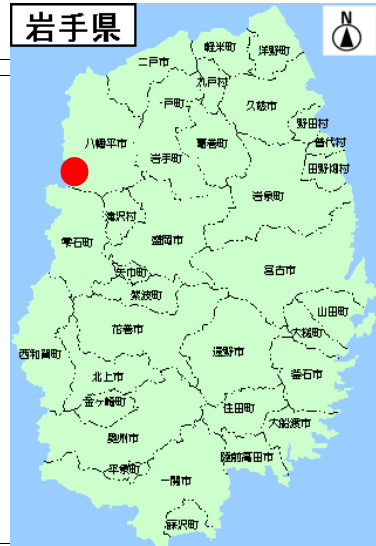 岩手県
N
軽米町
洋野町
二戸市
九戸村
一戸町
久慈市
野田村
普代村
八幡平市
葛巻町
岩手町
田野畑村
岩泉町
滝沢村
雫石町
盛岡市
矢巾町
宮古市
紫波町
山田町
花巻市
大槌町
西和賀町
遠野市
釜石市
北上市
金ヶ崎町
住田町
大船渡市
奥州市
陸前高田市
平泉町
一関市
藤沢町